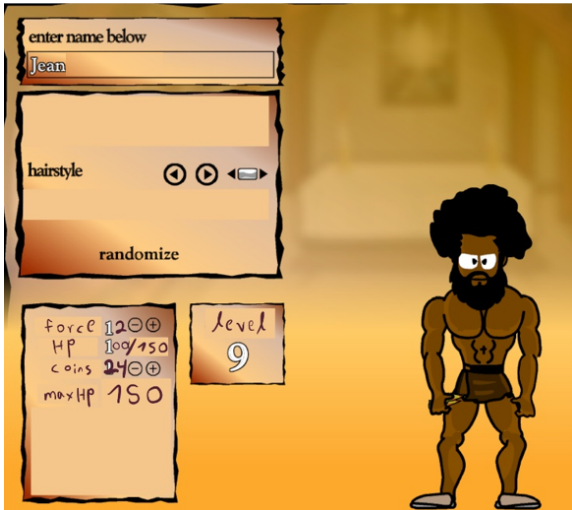 enter name below
Jean
hairstyle
randomize
force 12
HP 100/150
coins 24
maxHp 150
level
9